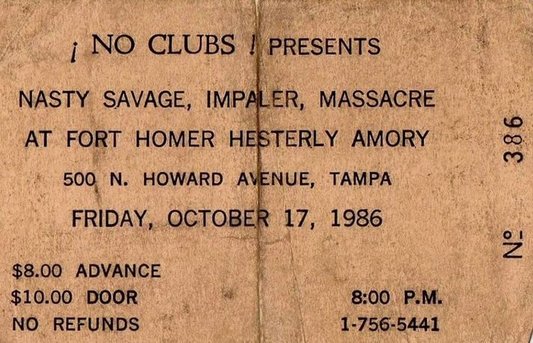 ¡ NO CLUBS ! PRESENTS
NASTY SAVAGE, IMPALER, MASSACRE
AT FORT HOMER HESTERLY AMORY
500 N. HOWARD AVENUE, TAMPA
FRIDAY, OCTOBER 17, 1986
$8.00 ADVANCE
$10.00 DOOR
NO REFUNDS
8:00 P.M.
1-756-5441
Nº 386